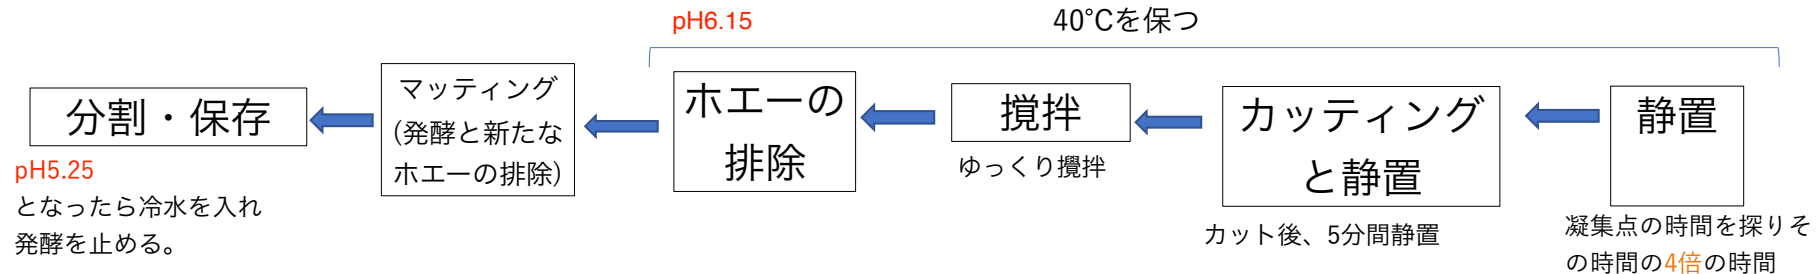 pH6.15
40°Cを保つ
分割・保存
pH5.25
となったら冷水を入れ
発酵を止める。
マッティング
(発酵と新たな
ホエーの排除)
ホエーの
排除
撹拌
ゆっくり攪拌
カッティング
と静置
カット後、5分間静置
静置
凝集点の時間を探りそ
の時間の4倍の時間